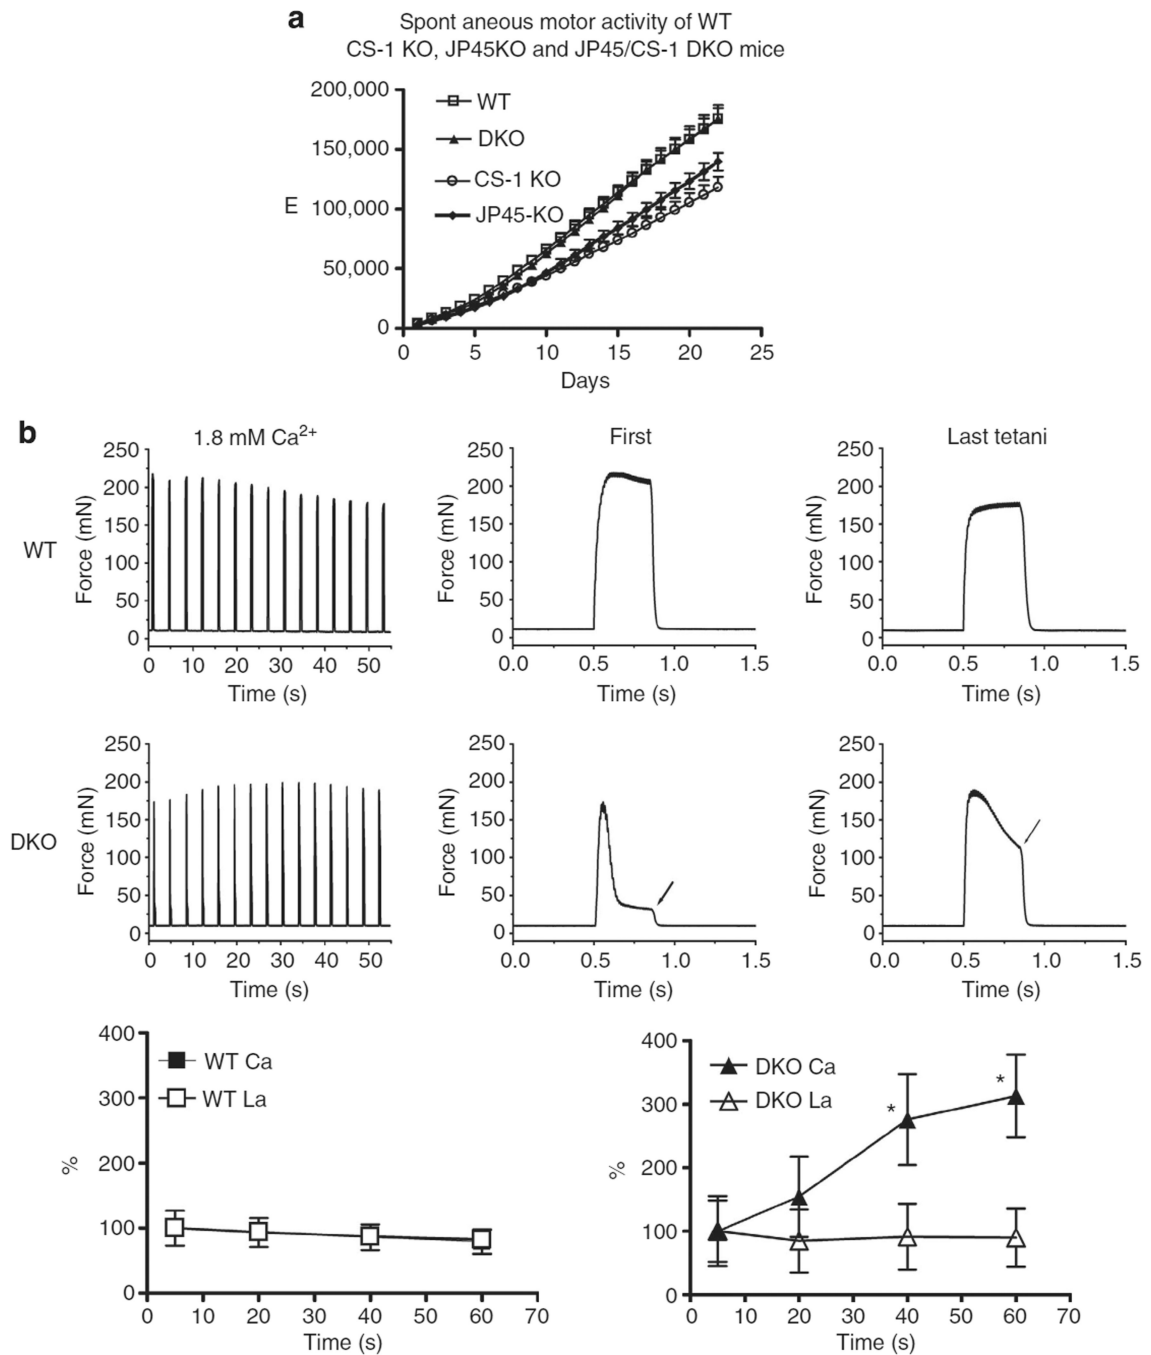 a
Spont aneous motor activity of WT
CS-1 KO, JP45KO and JP45/CS-1 DKO mice
200,000
150,000
100,000
50,000
0
E
WT
DKO
CS-1 KO
JP45-KO
0 5 10 15 20 25
Days
b
1.8 mM Ca²⁺
First
Last tetani
WT
Force (mN)
250
200
150
100
50
0
0 10 20 30 40 50
Time (s)
Force (mN)
250
200
150
100
50
0
0.0 0.5 1.0 1.5
Time (s)
Force (mN)
250
200
150
100
50
0
0.0 0.5 1.0 1.5
Time (s)
DKO
Force (mN)
250
200
150
100
50
0
0 10 20 30 40 50
Time (s)
Force (mN)
250
200
150
100
50
0
0.0 0.5 1.0 1.5
Time (s)
Force (mN)
250
200
150
100
50
0
0.0 0.5 1.0 1.5
Time (s)
%
400
300
200
100
0
WT Ca
WT La
0 10 20 30 40 50 60 70
Time (s)
%
400
300
200
100
0
DKO Ca
DKO La
*
*
0 10 20 30 40 50 60 70
Time (s)